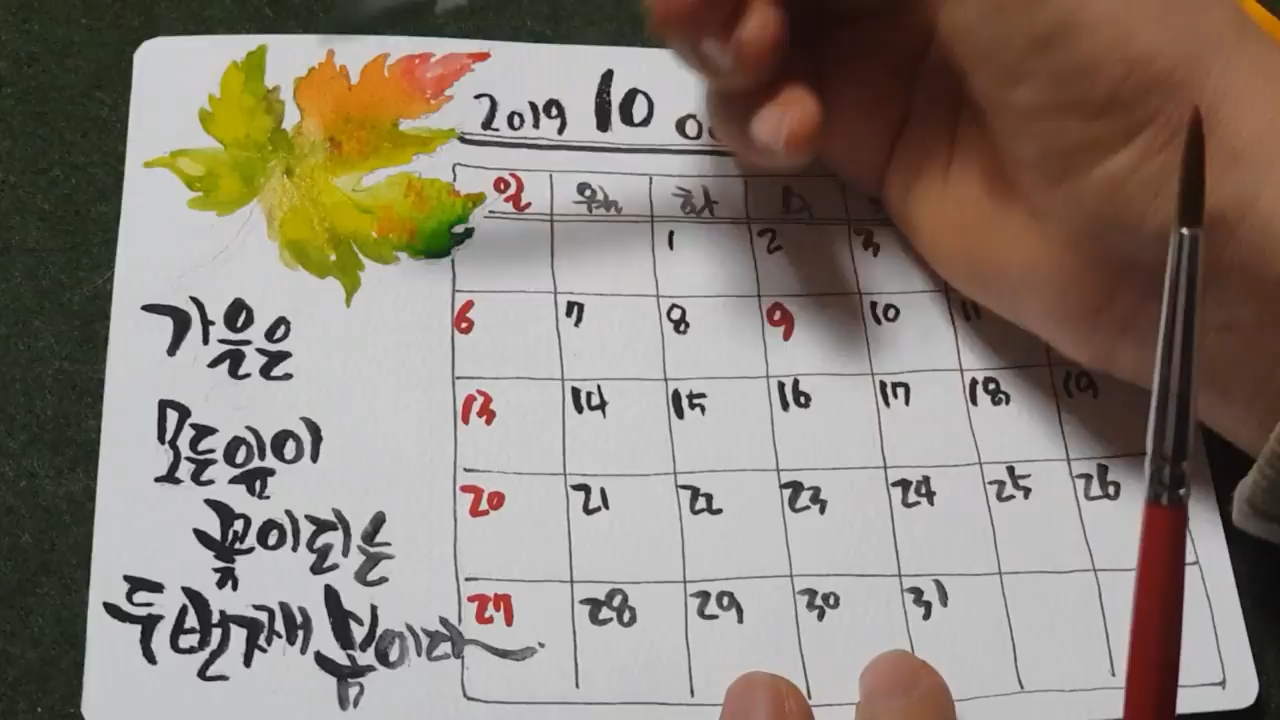 2019 10
일 월 화
1 2 3
6 7 8 9 10 11
13 14 15 16 17 18 19
20 21 22 23 24 25 26
27 28 29 30 31
가을은
모든잎이
꽃이되는
두번째 봄이다